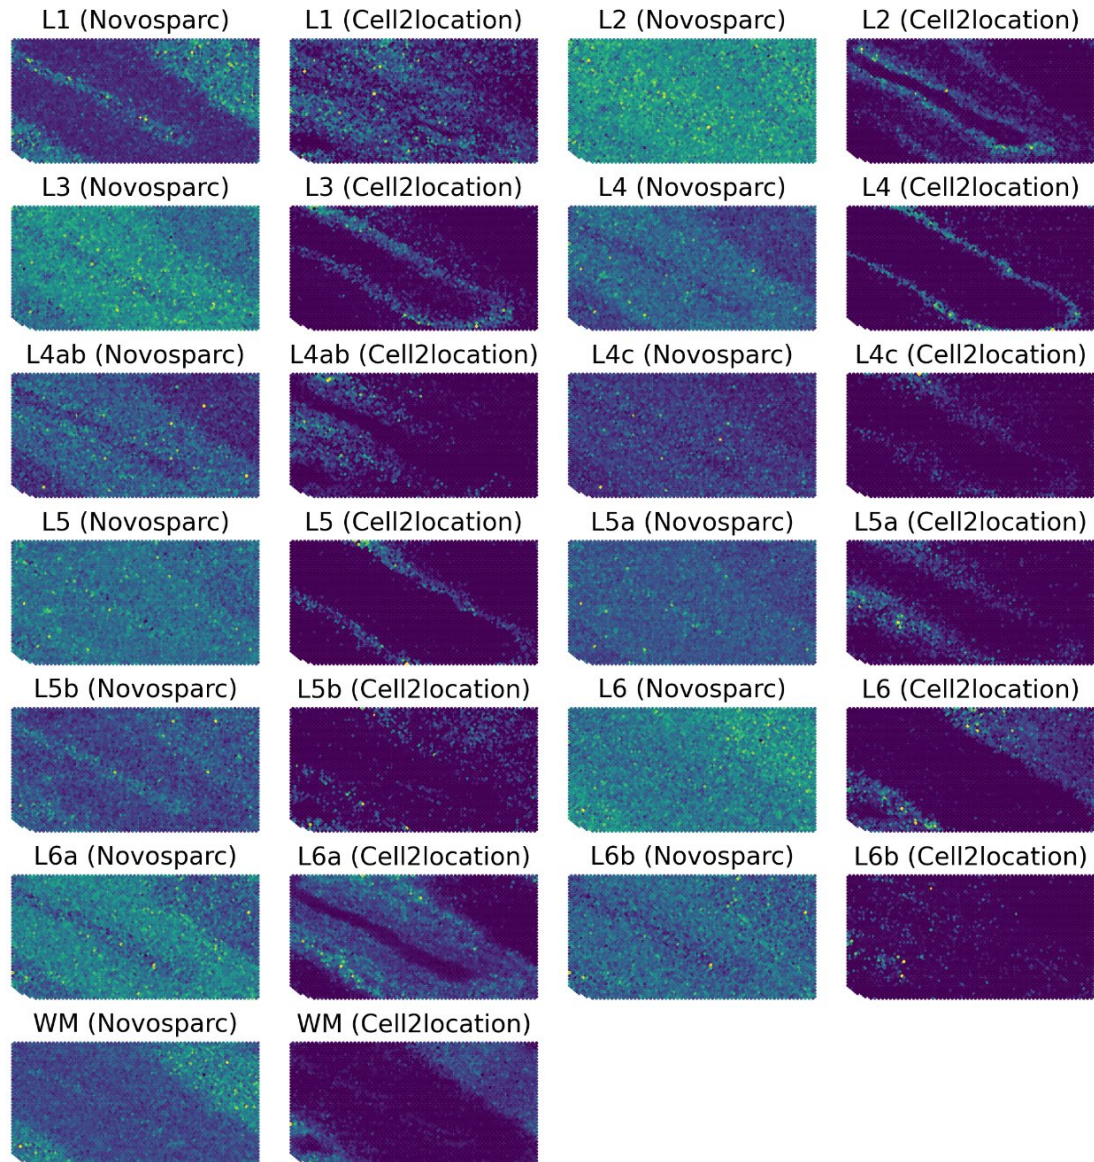 L1 (Novosparc) L1 (Cell2location) L2 (Novosparc) L2 (Cell2location)
L3 (Novosparc) L3 (Cell2location) L4 (Novosparc) L4 (Cell2location)
L4ab (Novosparc) L4ab (Cell2location) L4c (Novosparc) L4c (Cell2location)
L5 (Novosparc) L5 (Cell2location) L5a (Novosparc) L5a (Cell2location)
L5b (Novosparc) L5b (Cell2location) L6 (Novosparc) L6 (Cell2location)
L6a (Novosparc) L6a (Cell2location) L6b (Novosparc) L6b (Cell2location)
WM (Novosparc) WM (Cell2location)